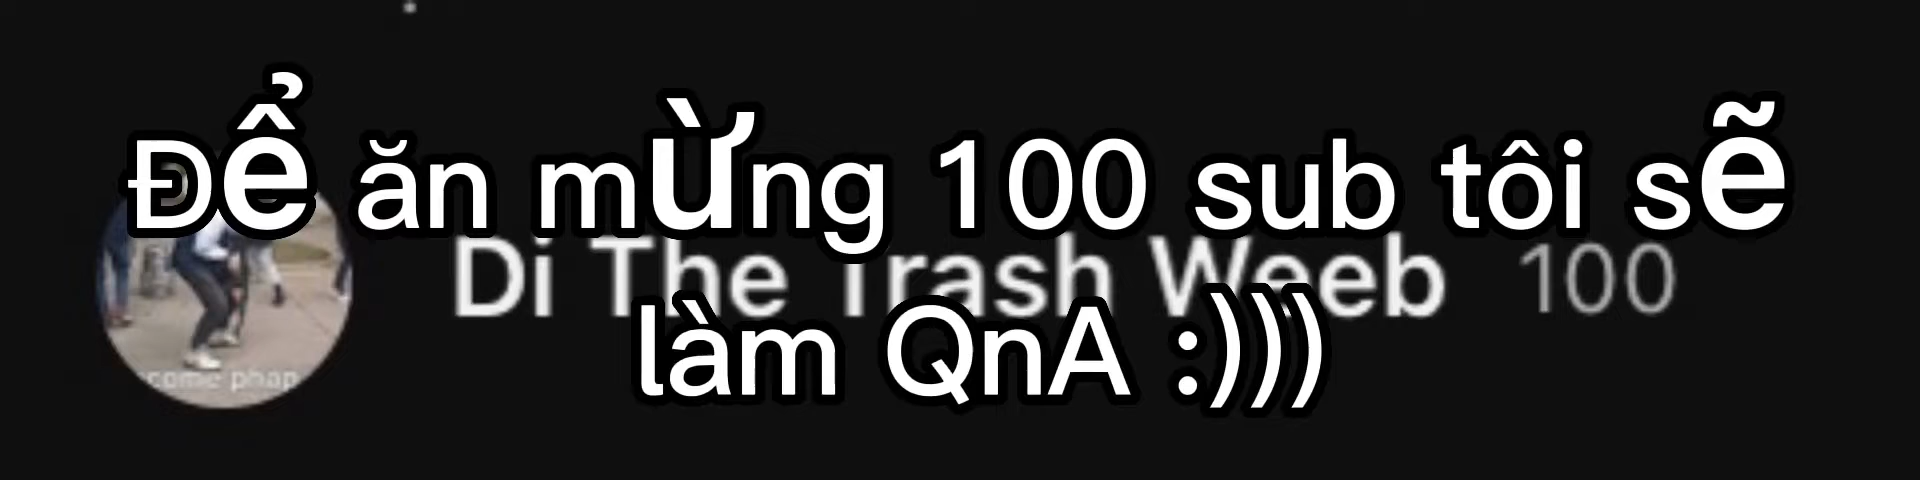 Để ăn mừng 100 sub tôi sẽ
Di The Trash Weeb 100
làm QnA :)))
come phap